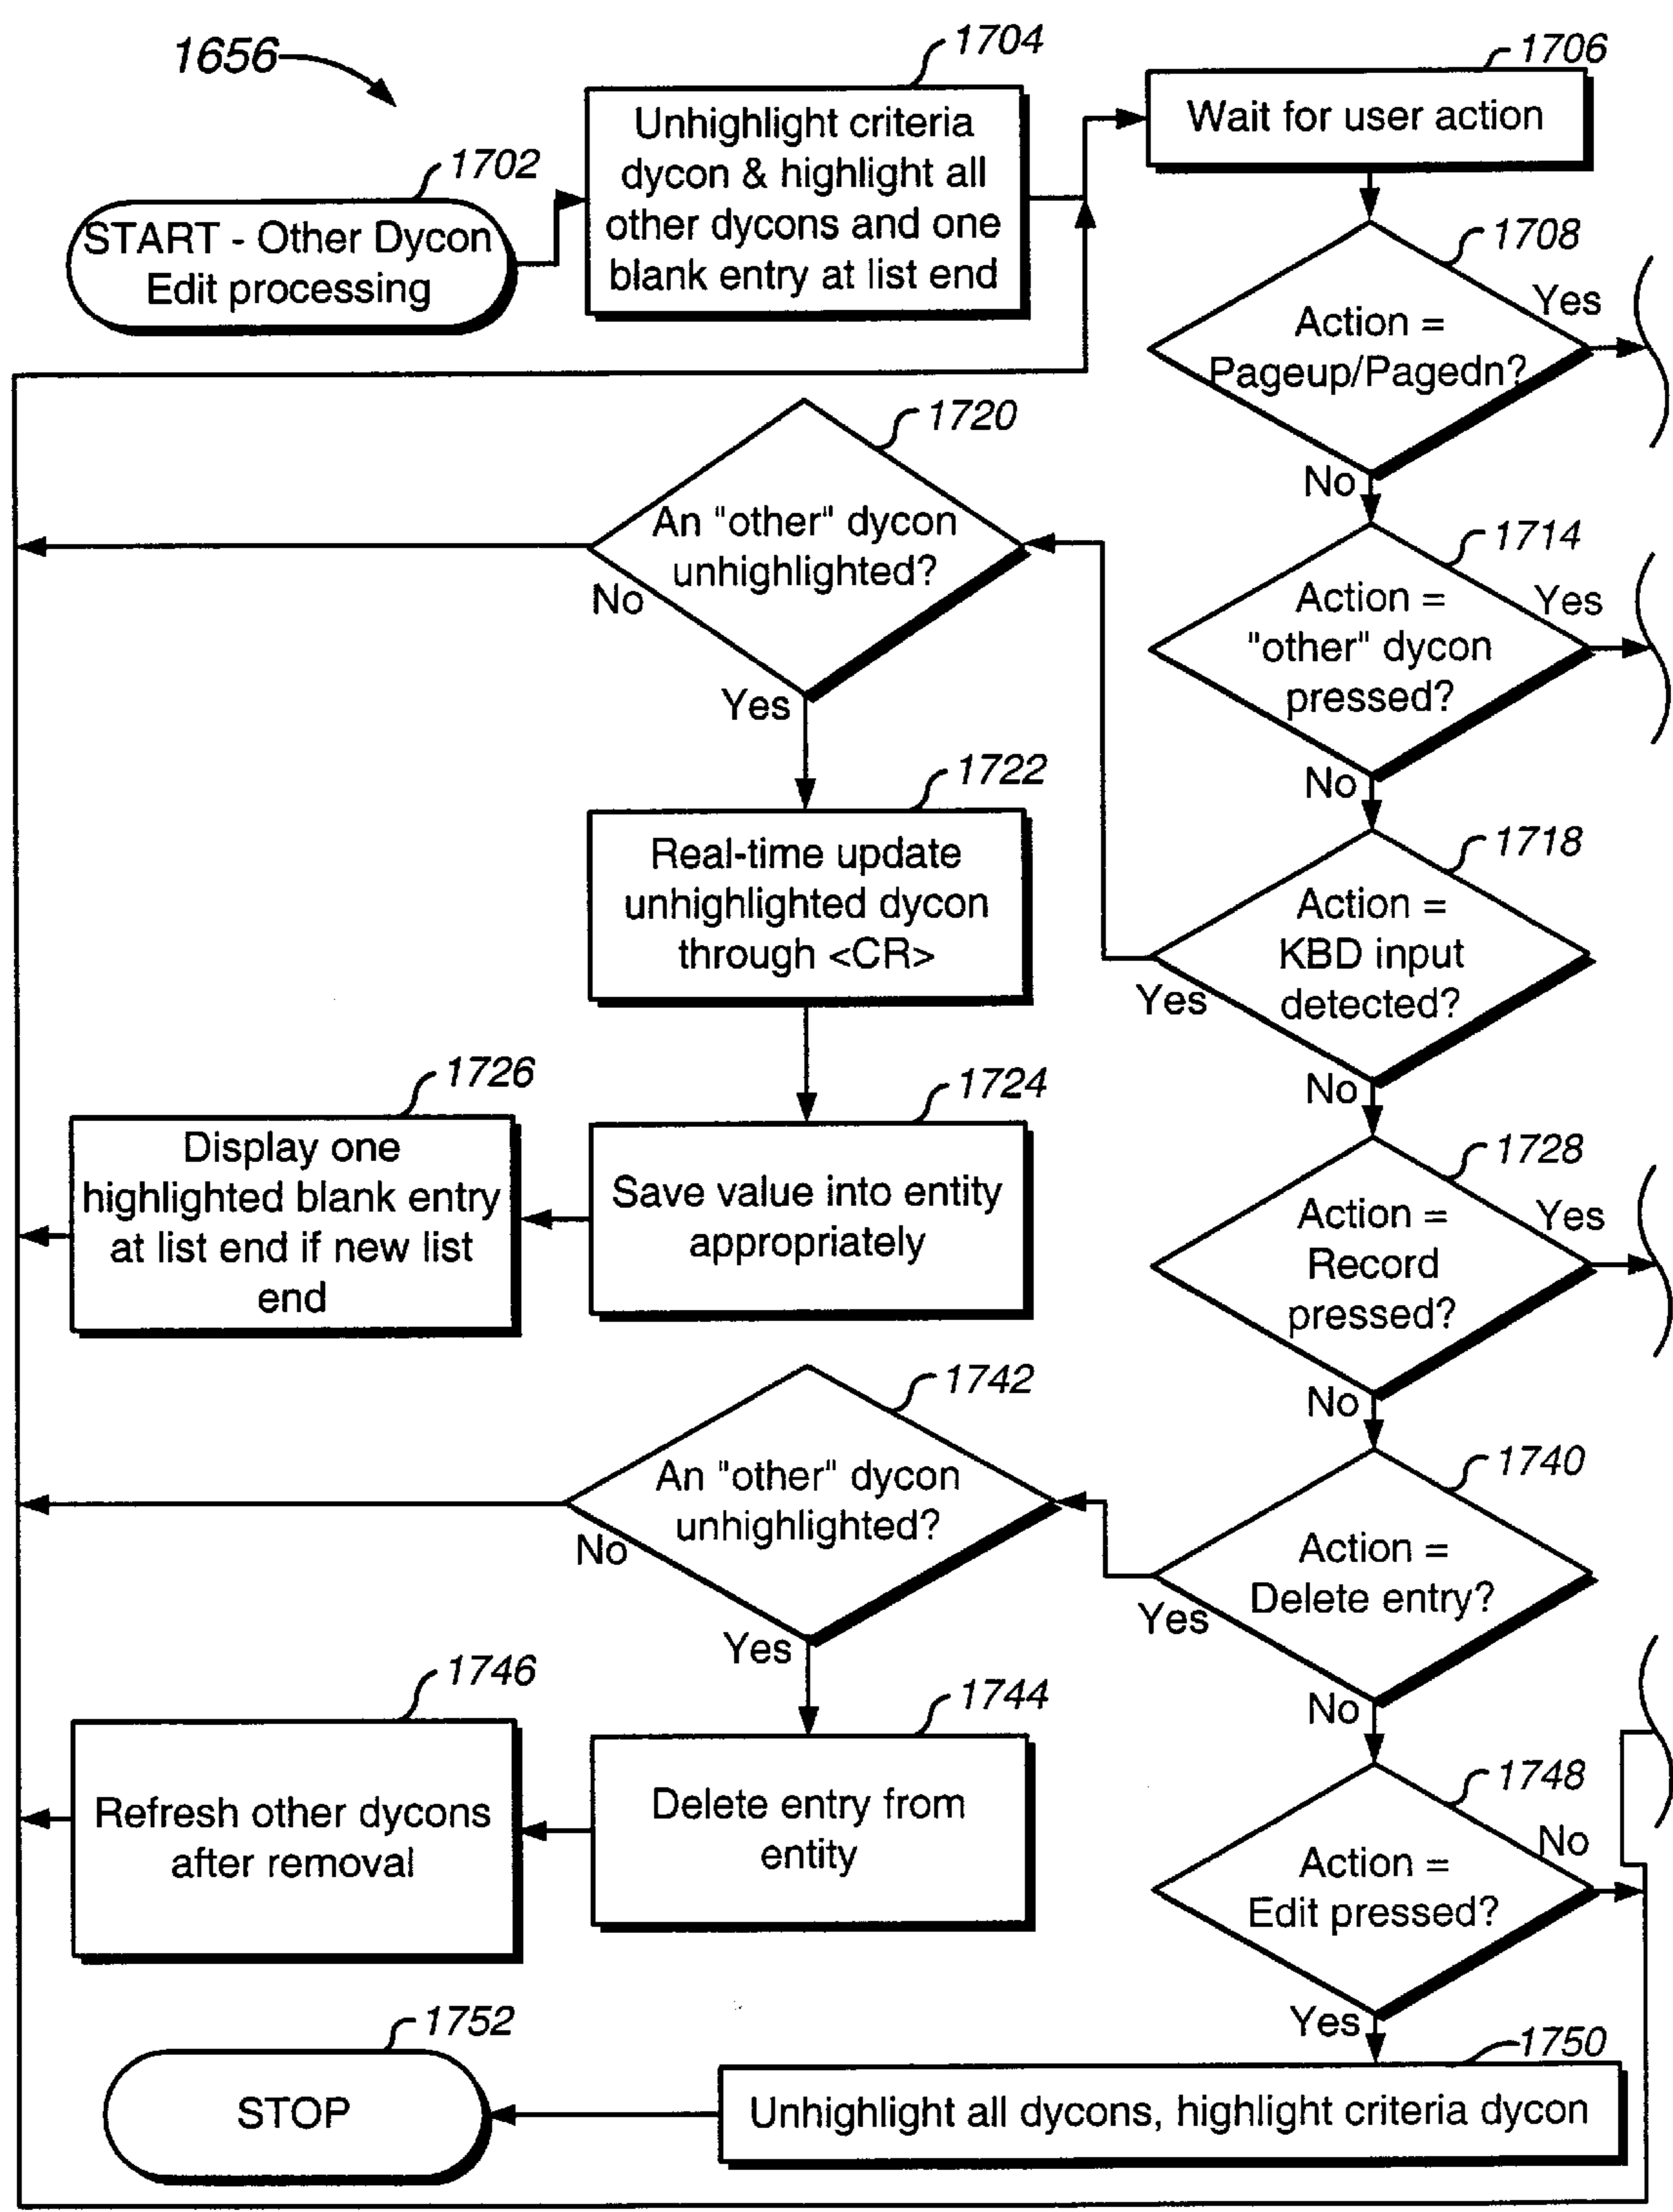 1656
1702
START - Other Dycon
Edit processing
1704
Unhighlight criteria
dycon & highlight all
other dycons and one
blank entry at list end
1706
Wait for user action
1708
Action =
Pageup/Pagedn?
Yes
No
1714
Action =
"other" dycon
pressed?
Yes
No
1718
Action =
KBD input
detected?
Yes
No
1720
An "other" dycon
unhighlighted?
No
Yes
1722
Real-time update
unhighlighted dycon
through <CR>
1724
Save value into entity
appropriately
1726
Display one
highlighted blank entry
at list end if new list
end
1728
Action =
Record
pressed?
Yes
No
1740
Action =
Delete entry?
Yes
No
1742
An "other" dycon
unhighlighted?
No
Yes
1744
Delete entry from
entity
1746
Refresh other dycons
after removal
1748
Action =
Edit pressed?
No
Yes
1750
Unhighlight all dycons, highlight criteria dycon
1752
STOP